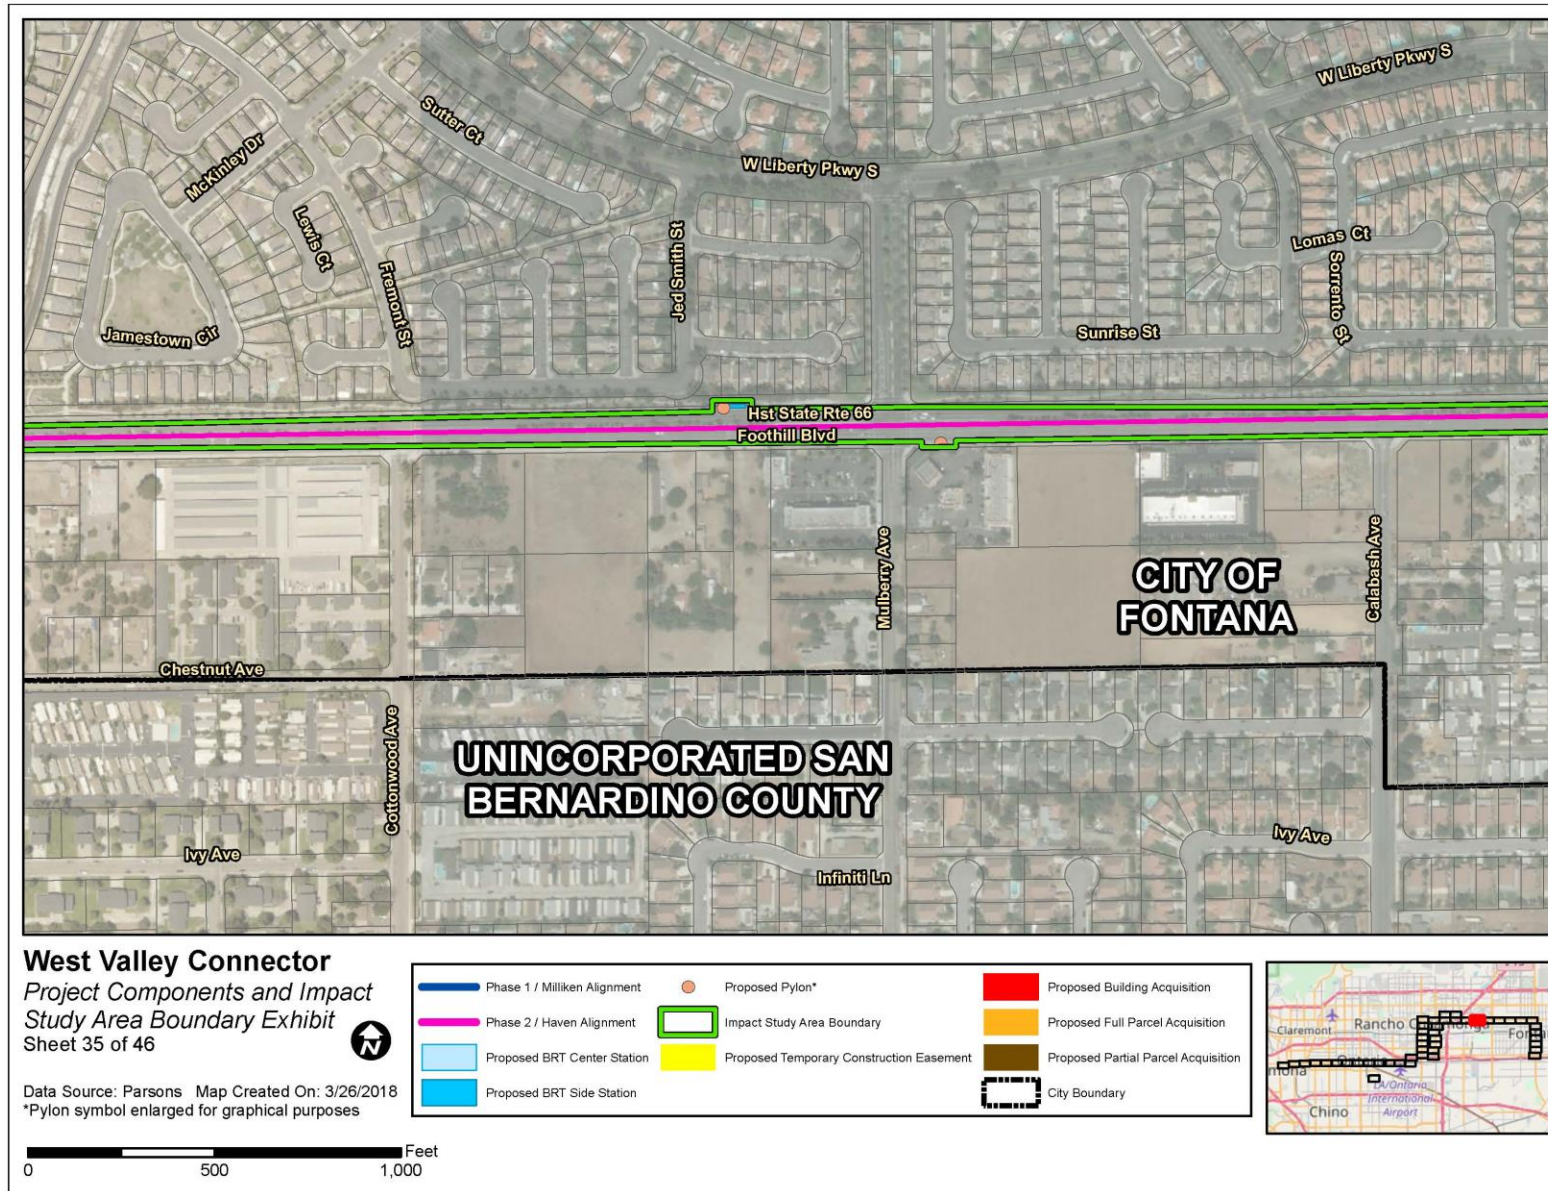 W Liberty Pkwy S
Sutter Ct
W Liberty Pkwy S
McKinley Dr
Lewis Ct
Fremont St
Jed Smith St
Lomas Ct
Sorrento St
Jamestown Cir
Sunrise St
Hst State Rte 66
Foothill Blvd
Mulberry Ave
Calabash Ave
CITY OF
FONTANA
Chestnut Ave
Cottonwood Ave
UNINCORPORATED SAN
BERNARDINO COUNTY
Ivy Ave
Infiniti Ln
Ivy Ave
West Valley Connector
Project Components and Impact
Study Area Boundary Exhibit
Sheet 35 of 46
N
Data Source: Parsons Map Created On: 3/26/2018
*Pylon symbol enlarged for graphical purposes
0 500 1,000 Feet
Phase 1 / Milliken Alignment
Phase 2 / Haven Alignment
Proposed BRT Center Station
Proposed BRT Side Station
Proposed Pylon*
Impact Study Area Boundary
Proposed Temporary Construction Easement
Proposed Building Acquisition
Proposed Full Parcel Acquisition
Proposed Partial Parcel Acquisition
City Boundary
Claremont
Rancho
LA/Ontario
International
Airport
Chino